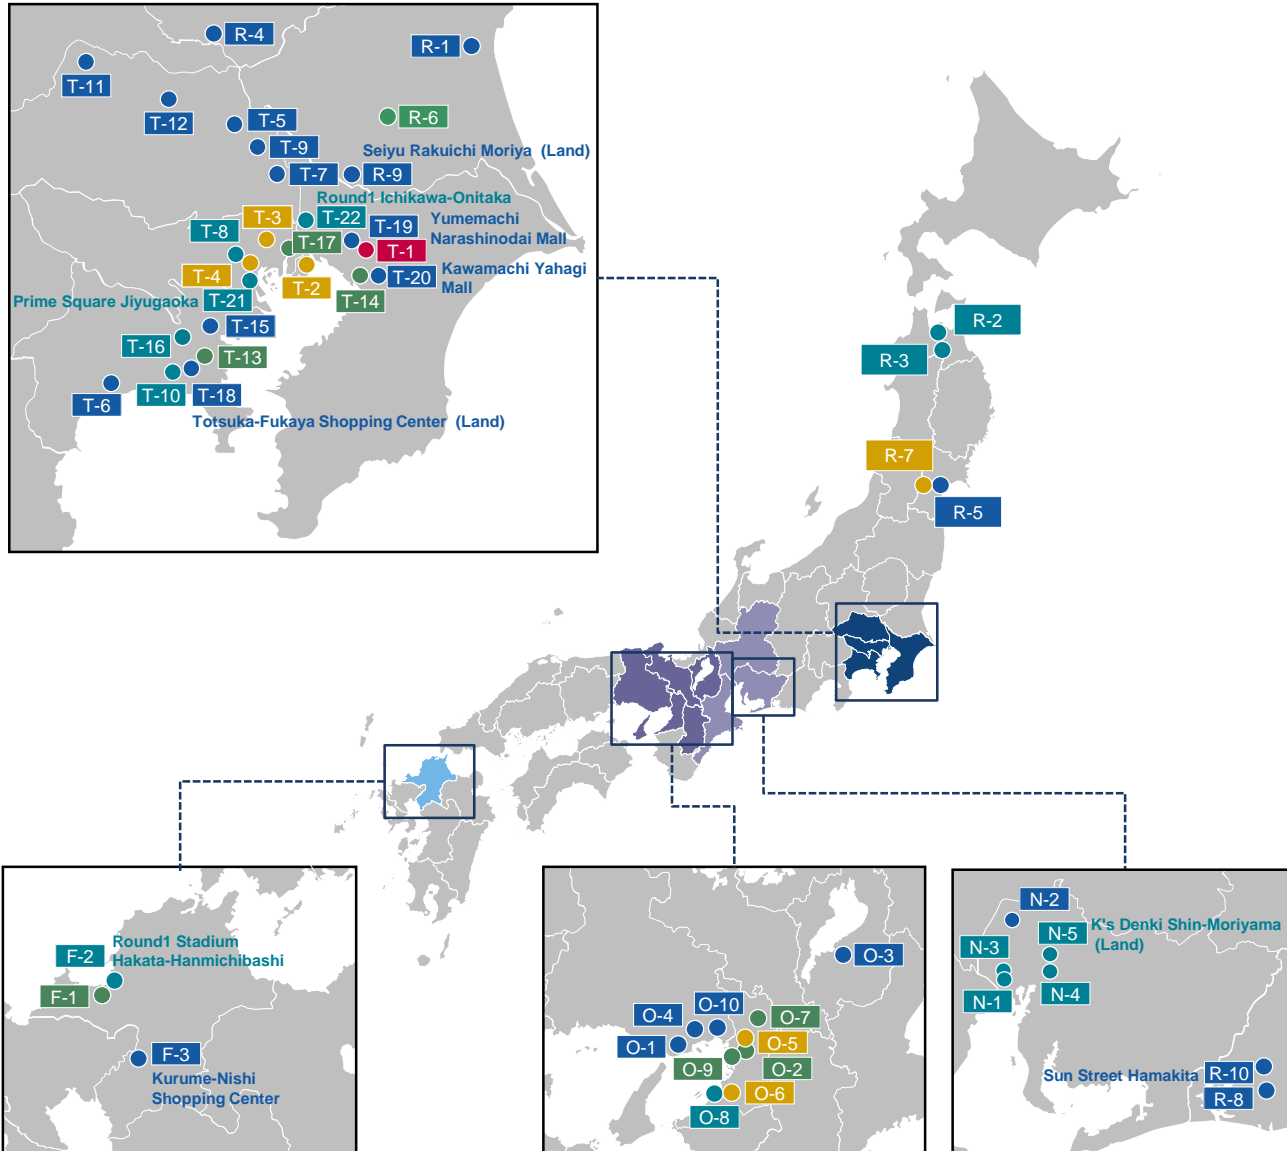 R-4
R-1
T-11
T-12
T-5
R-6
T-9
Seiyu Rakuichi Moriya (Land)
T-7
R-9
Round1 Ichikawa-Onitaka
T-3
T-22
T-19
Yumemachi
Narashinodai Mall
T-8
T-17
T-1
T-4
T-2
T-20
Kawamachi Yahagi
Mall
Prime Square Jiyugaoka
T-21
T-14
T-15
T-16
T-13
T-6
T-10
T-18
Totsuka-Fukaya Shopping Center (Land)
R-2
R-3
R-7
R-5
F-2
Round1 Stadium
Hakata-Hanmichibashi
F-1
F-3
Kurume-Nishi
Shopping Center
O-3
O-4
O-10
O-7
O-1
O-5
O-9
O-2
O-6
O-8
N-2
N-3
N-5
K's Denki Shin-Moriyama
(Land)
N-1
N-4
Sun Street Hamakita
R-10
R-8